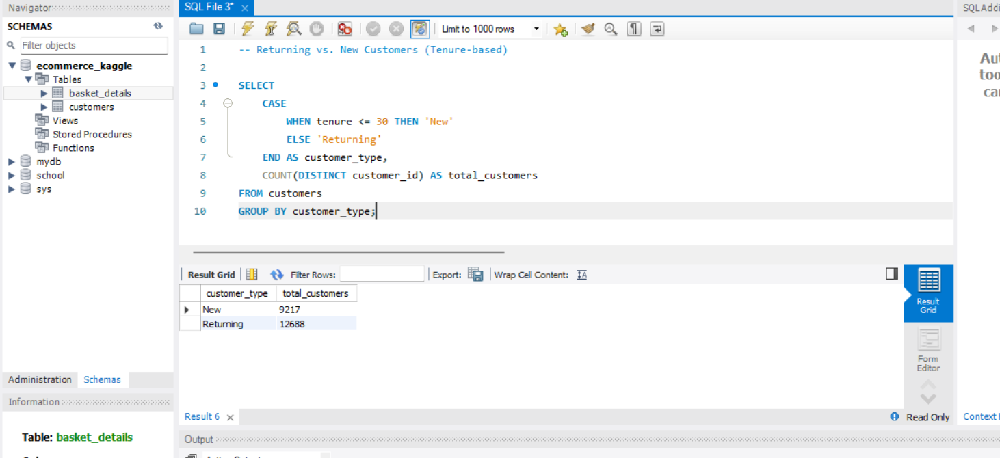 Navigator
SCHEMAS
Filter objects
ecommerce_kaggle
Tables
basket_details
customers
Views
Stored Procedures
Functions
mydb
school
sys
Administration Schemas
Information
Table: basket_details
SQL File 3*
Limit to 1000 rows
1 -- Returning vs. New Customers (Tenure-based)
2
3 SELECT
4 CASE
5 WHEN tenure <= 30 THEN 'New'
6 ELSE 'Returning'
7 END AS customer_type,
8 COUNT(DISTINCT customer_id) AS total_customers
9 FROM customers
10 GROUP BY customer_type;
Result Grid Filter Rows: Export: Wrap Cell Content:
customer_type total_customers
New 9217
Returning 12688
Result
Grid
Form
Editor
Result 6
Read Only
Output
SQLAddi
Aut
too
Context